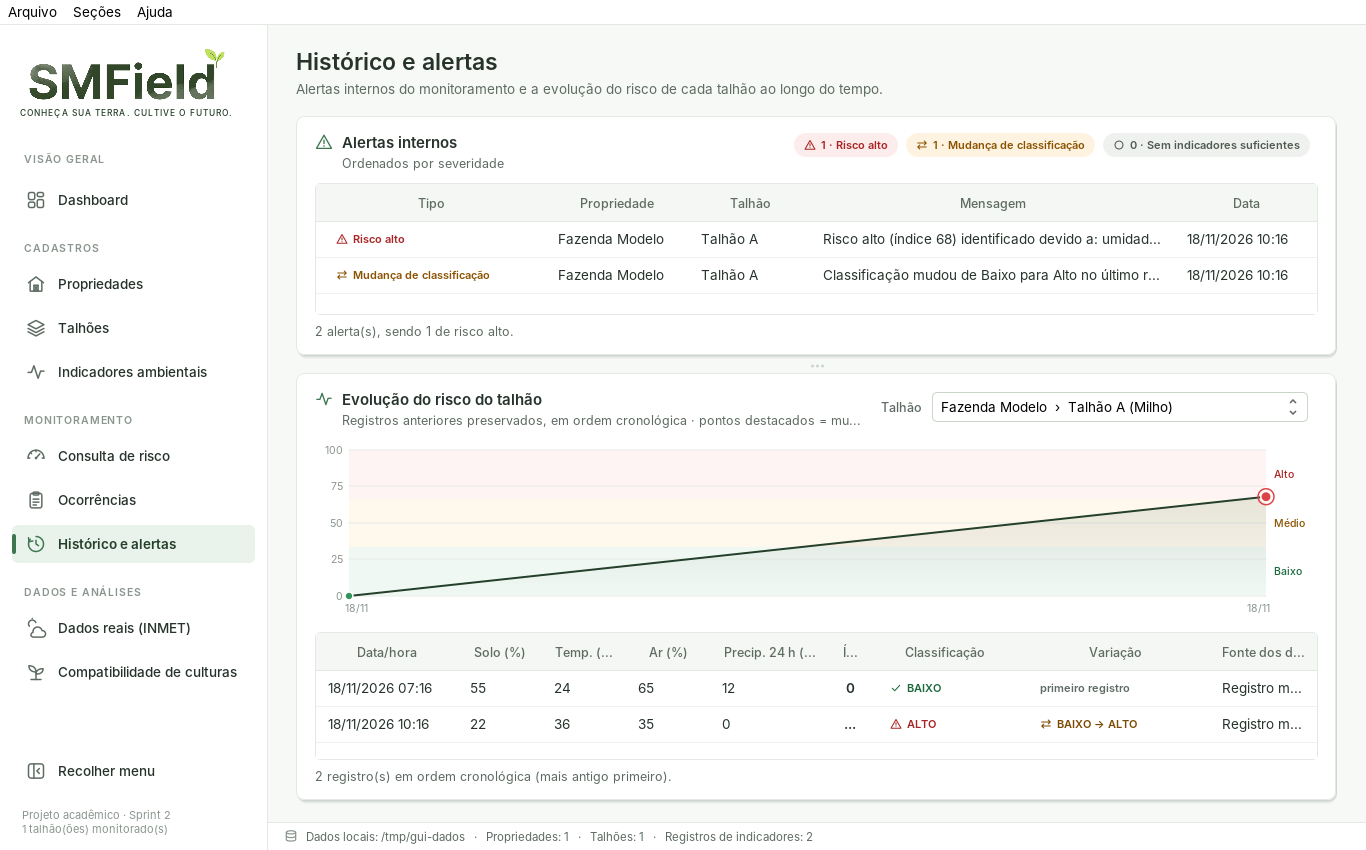 Arquivo Seções Ajuda
SMField
CONHEÇA SUA TERRA. CULTIVE O FUTURO.
VISÃO GERAL
Dashboard
CADASTROS
Propriedades
Talhões
Indicadores ambientais
MONITORAMENTO
Consulta de risco
Ocorrências
Histórico e alertas
DADOS E ANÁLISES
Dados reais (INMET)
Compatibilidade de culturas
Recolher menu
Projeto acadêmico · Sprint 2
1 talhão(ões) monitorado(s)
Histórico e alertas
Alertas internos do monitoramento e a evolução do risco de cada talhão ao longo do tempo.
Alertas internos
Ordenados por severidade
1 · Risco alto
1 · Mudança de classificação
0 · Sem indicadores suficientes
Tipo Propriedade Talhão Mensagem Data
Risco alto Fazenda Modelo Talhão A Risco alto (índice 68) identificado devido a: umidad... 18/11/2026 10:16
Mudança de classificação Fazenda Modelo Talhão A Classificação mudou de Baixo para Alto no último r... 18/11/2026 10:16
2 alerta(s), sendo 1 de risco alto.
Evolução do risco do talhão
Registros anteriores preservados, em ordem cronológica · pontos destacados = mu...
Talhão Fazenda Modelo › Talhão A (Milho)
100
75
50
25
0
Alto
Médio
Baixo
18/11 18/11
Data/hora Solo (%) Temp. (... Ar (%) Precip. 24 h (... Í... Classificação Variação Fonte dos d...
18/11/2026 07:16 55 24 65 12 0 BAIXO primeiro registro Registro m...
18/11/2026 10:16 22 36 35 0 ... ALTO BAIXO → ALTO Registro m...
2 registro(s) em ordem cronológica (mais antigo primeiro).
Dados locais: /tmp/gui-dados · Propriedades: 1 · Talhões: 1 · Registros de indicadores: 2